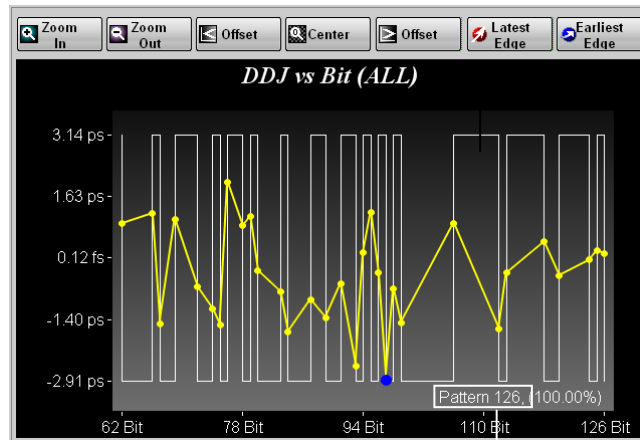 Zoom In
Zoom Out
Offset
Center
Offset
Latest Edge
Earliest Edge
DDJ vs Bit (ALL)
3.14 ps
1.63 ps
0.12 fs
-1.40 ps
-2.91 ps
Pattern 126, (100.00%)
62 Bit
78 Bit
94 Bit
110 Bit
126 Bit